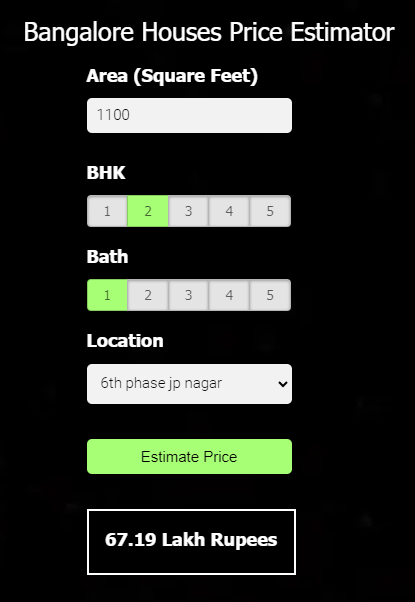 Bangalore Houses Price Estimator
Area (Square Feet)
1100
BHK
1 2 3 4 5
Bath
1 2 3 4 5
Location
6th phase jp nagar
Estimate Price
67.19 Lakh Rupees